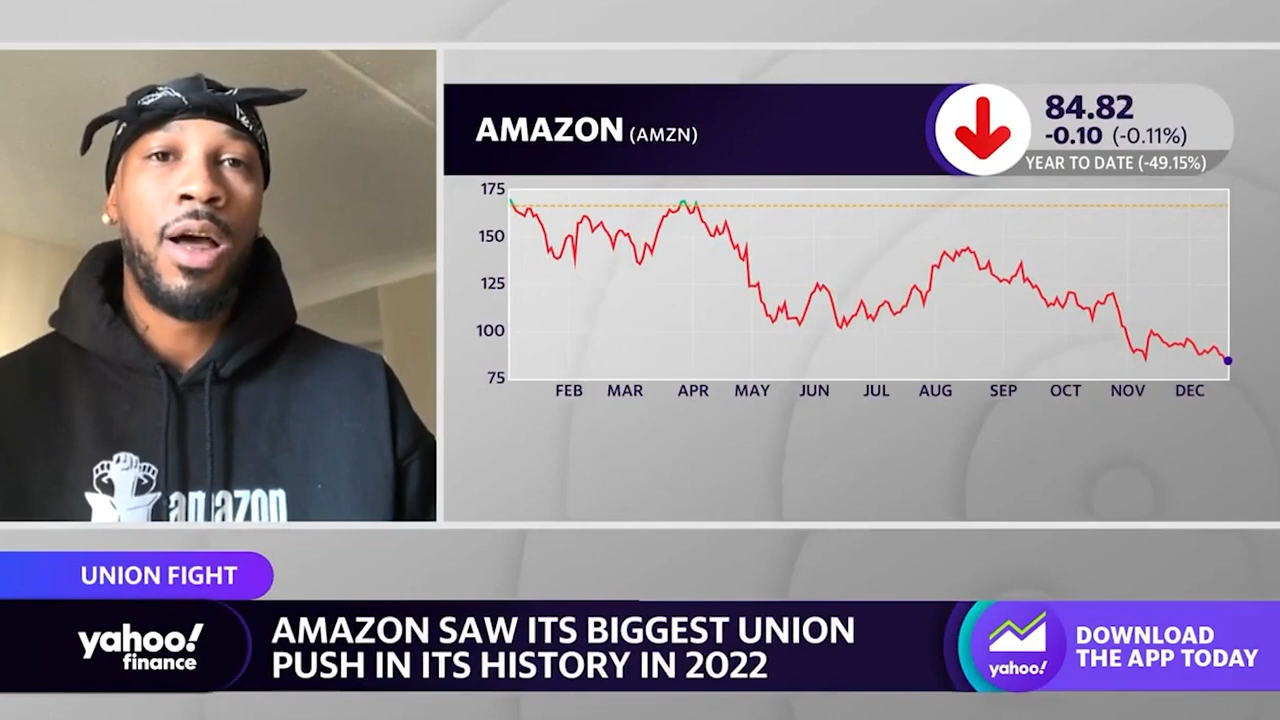 AMAZON (AMZN)
84.82
-0.10 (-0.11%)
YEAR TO DATE (-49.15%)
175
150
125
100
75
FEB MAR APR MAY JUN JUL AUG SEP OCT NOV DEC
amazon
UNION FIGHT
yahoo!
finance
AMAZON SAW ITS BIGGEST UNION
PUSH IN ITS HISTORY IN 2022
yahoo!
DOWNLOAD
THE APP TODAY